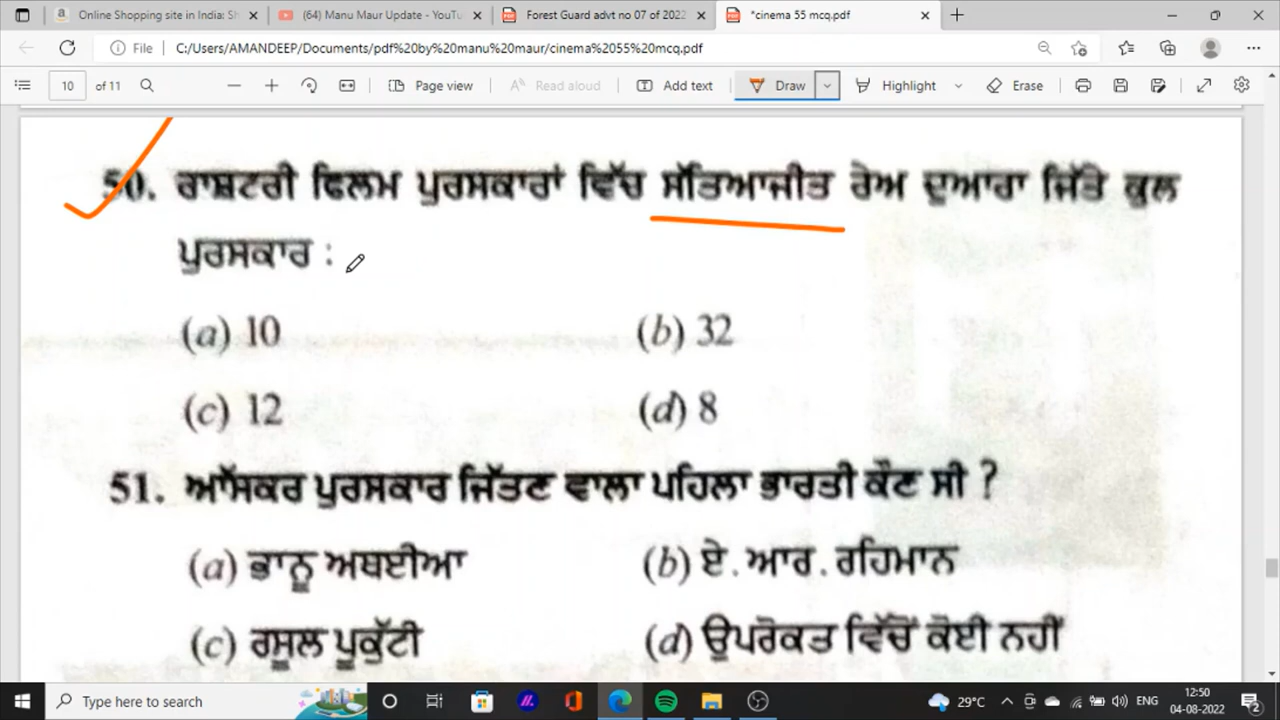 Online Shopping site in India: Sh
(64) Manu Maur Update - YouTu
Forest Guard advt no 07 of 2022
*cinema 55 mcq.pdf
File
C:/Users/AMANDEEP/Documents/pdf%20by%20manu%20maur/cinema%2055%20mcq.pdf
10 of 11
Page view
Read aloud
Add text
Draw
Highlight
Erase
50. ਰਾਸ਼ਟਰੀ ਫਿਲਮ ਪੁਰਸਕਾਰਾਂ ਵਿੱਚ ਸੱਤਿਆਜੀਤ ਰੇਅ ਦੁਆਰਾ ਜਿੱਤੇ ਕੁਲ
ਪੁਰਸਕਾਰ :
(a) 10
(b) 32
(c) 12
(d) 8
51. ਆੱਸਕਰ ਪੁਰਸਕਾਰ ਜਿੱਤਣ ਵਾਲਾ ਪਹਿਲਾ ਭਾਰਤੀ ਕੌਣ ਸੀ ?
(a) ਭਾਨੂ ਅਥਈਆ
(b) ਏ. ਆਰ. ਰਹਿਮਾਨ
(c) ਰਸੂਲ ਪੂਕੁੱਟੀ
(d) ਉਪਰੋਕਤ ਵਿੱਚੋਂ ਕੋਈ ਨਹੀਂ
Type here to search
29°C
ENG
12:50
04-08-2022
2